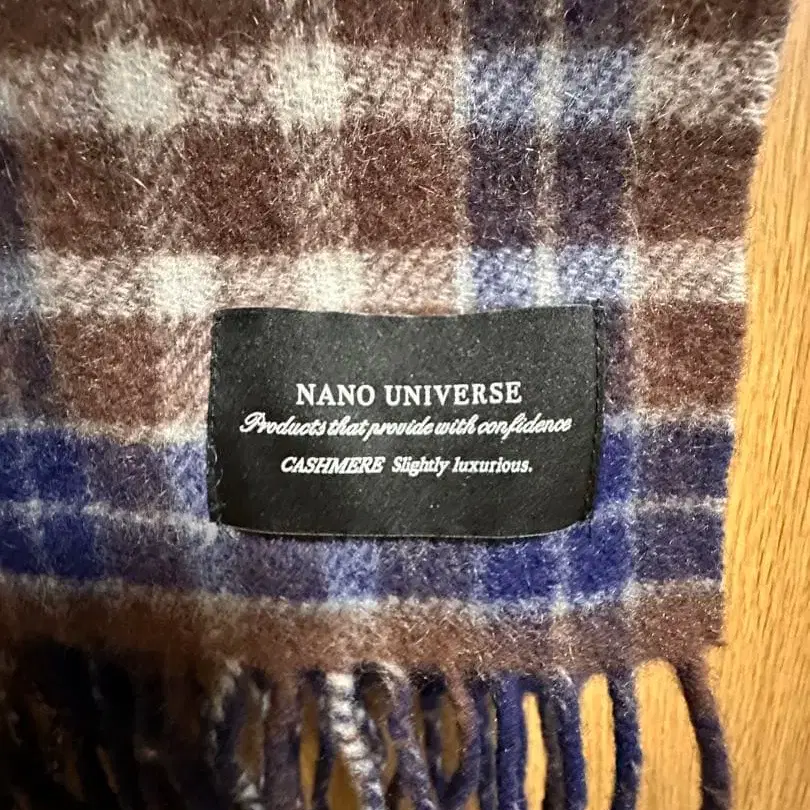 NANO UNIVERSE
Products that provide with confidence
CASHMERE Slightly luxurious.